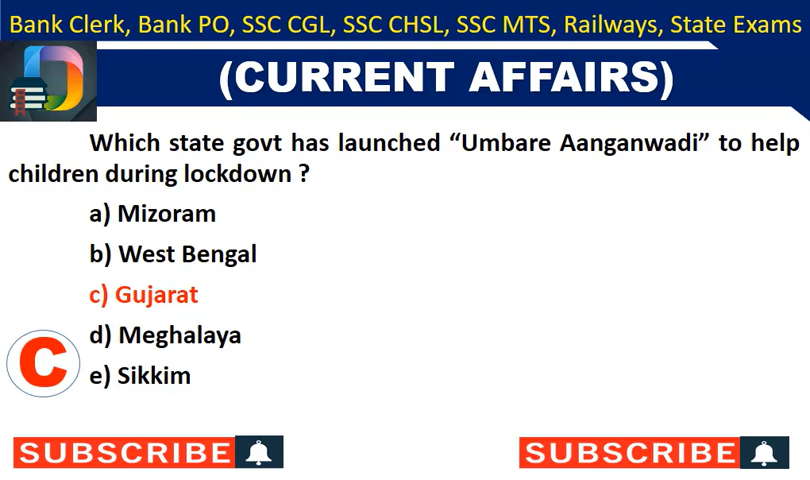 Bank Clerk, Bank PO, SSC CGL, SSC CHSL, SSC MTS, Railways, State Exams
(CURRENT AFFAIRS)
Which state govt has launched “Umbare Aanganwadi” to help
children during lockdown ?
a) Mizoram
b) West Bengal
c) Gujarat
d) Meghalaya
C
e) Sikkim
SUBSCRIBE
SUBSCRIBE